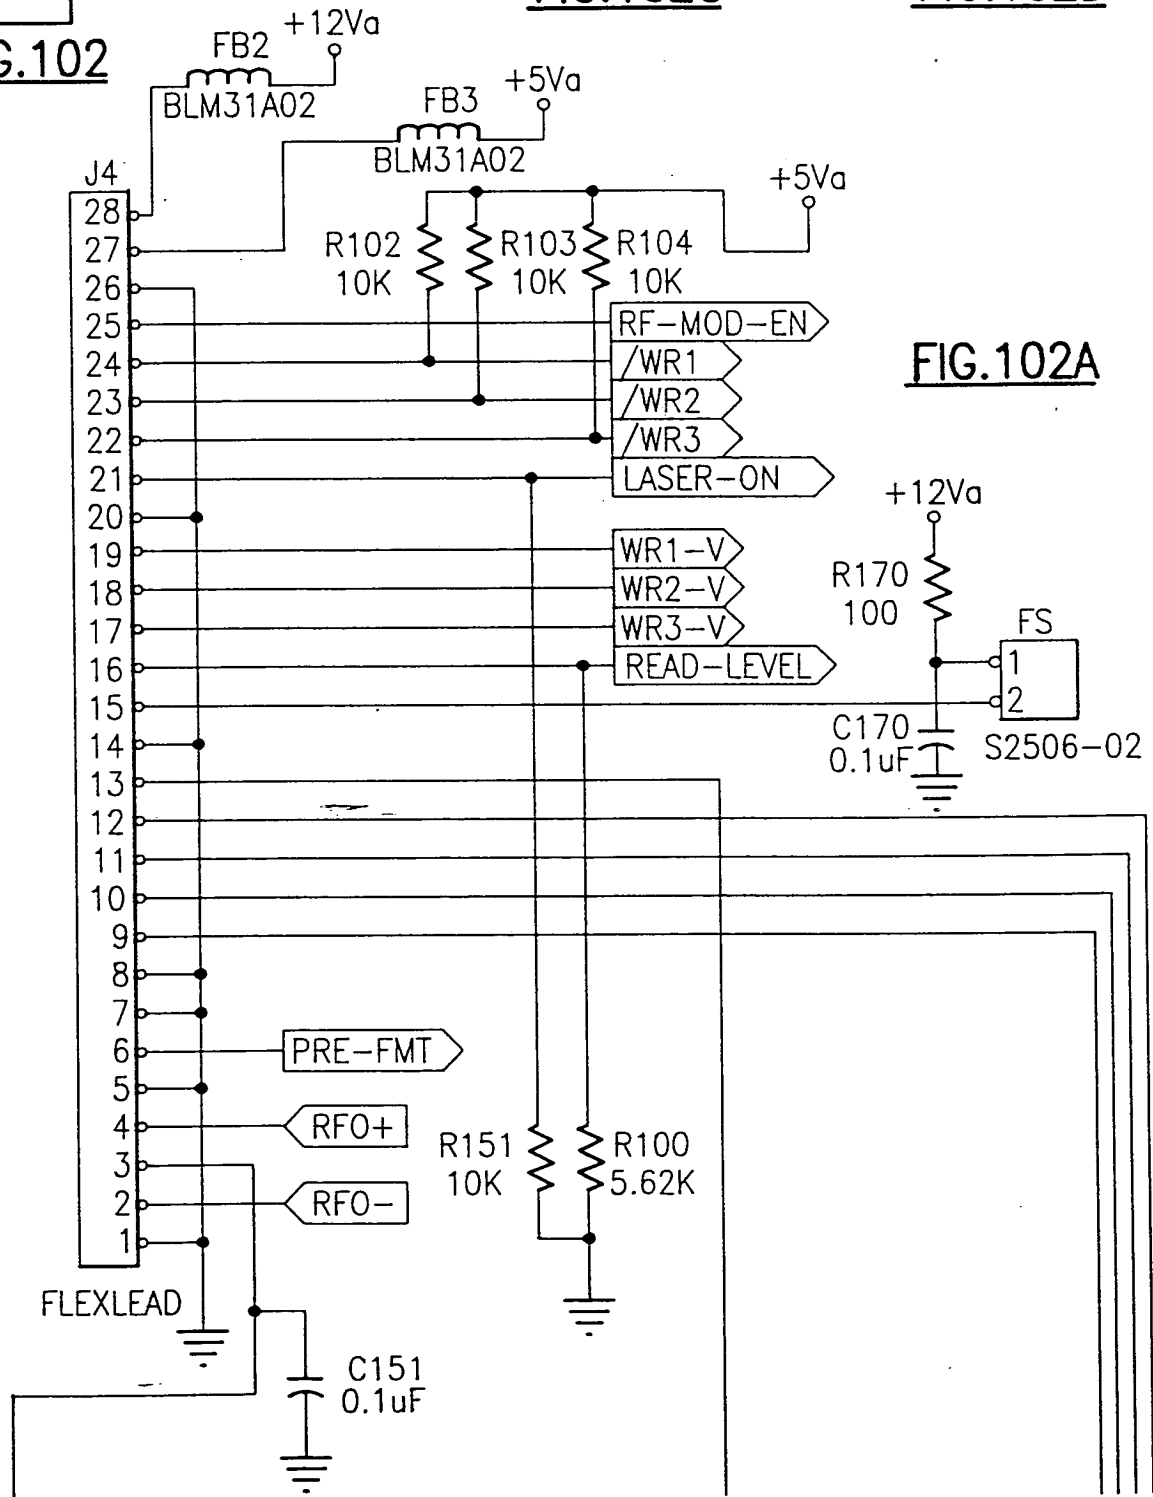 G.102
FB2
+12Va
BLM31A02
FB3
+5Va
BLM31A02
J4
+5Va
R102
10K
R103
10K
R104
10K
28
27
26
25
RF-MOD-EN
24
/WR1
23
/WR2
22
/WR3
21
LASER-ON
20
19
WR1-V
18
WR2-V
17
WR3-V
16
READ-LEVEL
15
14
13
12
11
10
9
8
7
6
PRE-FMT
5
4
RFO+
3
2
RFO-
1
FLEXLEAD
FIG.102A
+12Va
R170
100
FS
1
2
C170
0.1uF
S2506-02
R151
10K
R100
5.62K
C151
0.1uF